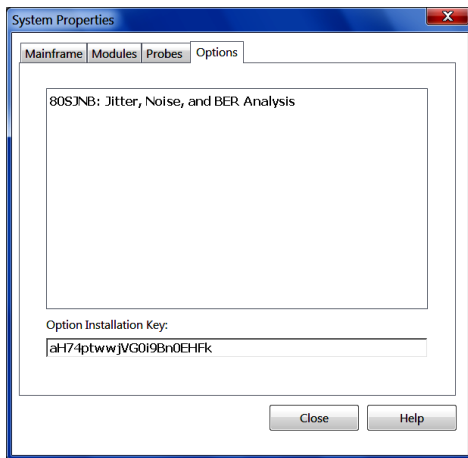 System Properties
Mainframe Modules Probes Options
80SJNB: Jitter, Noise, and BER Analysis
Option Installation Key:
aH74ptwwjVG0i9Bn0EHFk
Close Help